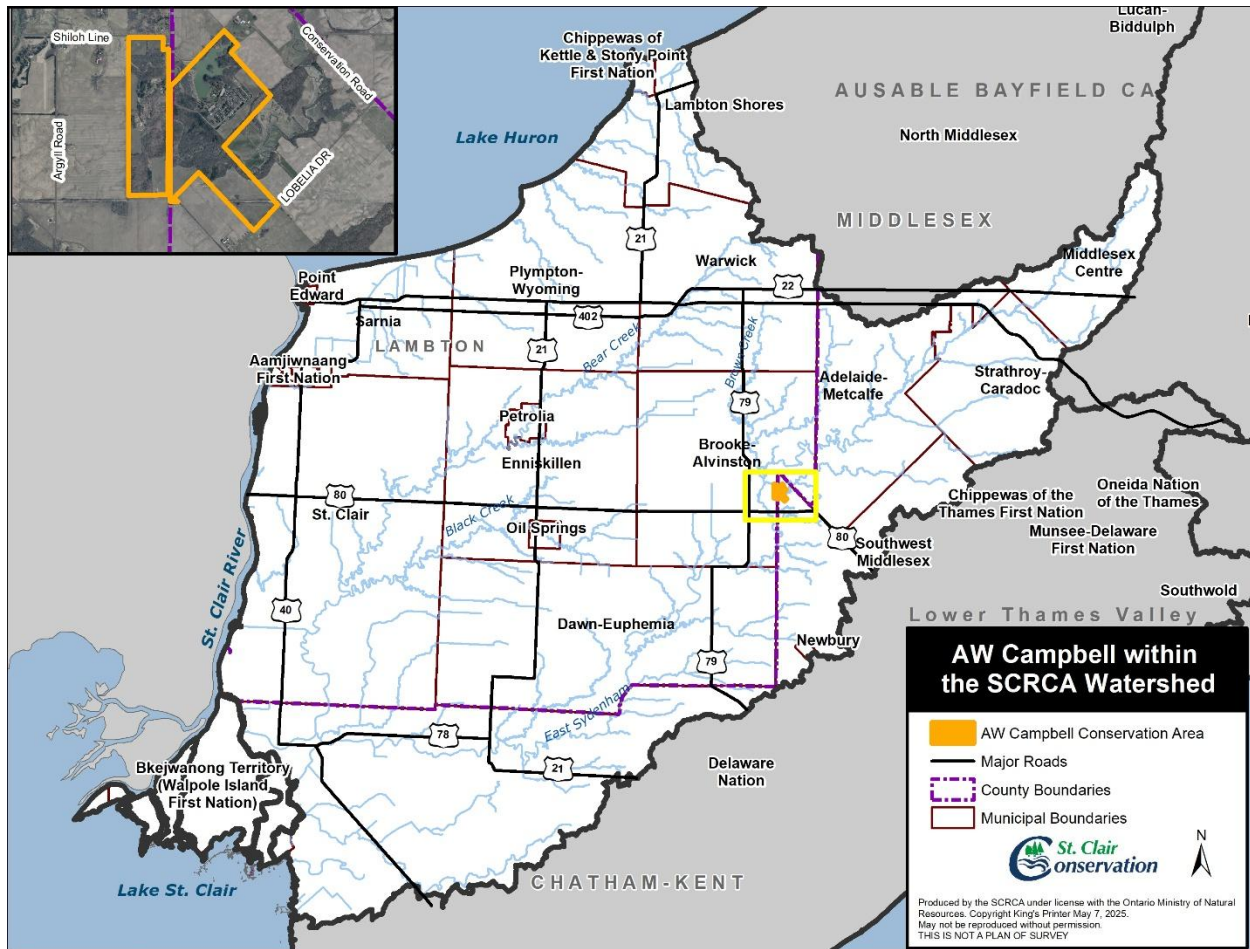 Shiloh Line
Conservation Road
Argyll Road
LOBELIA DR
Lucan-
Biddulph
Chippewas of
Kettle & Stony Point
First Nation
Lambton Shores
AUSABLE BAYFIELD CA
North Middlesex
Lake Huron
MIDDLESEX
21
Warwick
Middlesex
Centre
Plympton-
Wyoming
22
Point
Edward
402
Sarnia
LAMBTON
21
Bear Creek
Brown Creek
Aamjiwnaang
First Nation
Adelaide-
Metcalfe
Strathroy-
Caradoc
79
Petrolia
Brooke-
Alvinston
Enniskillen
80
St. Clair
Black Creek
Oil Springs
Chippewas of the
Thames First Nation
Oneida Nation
of the Thames
Munsee-Delaware
First Nation
80
Southwest
Middlesex
St. Clair River
40
Southwold
Lower Thames Valley
Dawn-Euphemia
Newbury
79
East Sydenham
78
21
Delaware
Nation
Bkejwanong Territory
(Walpole Island
First Nation)
Lake St. Clair
CHATHAM-KENT
AW Campbell within
the SCRCA Watershed
AW Campbell Conservation Area
Major Roads
County Boundaries
Municipal Boundaries
St. Clair
Conservation
N
Produced by the SCRCA under license with the Ontario Ministry of Natural
Resources. Copyright King's Printer May 7, 2025.
May not be reproduced without permission.
THIS IS NOT A PLAN OF SURVEY